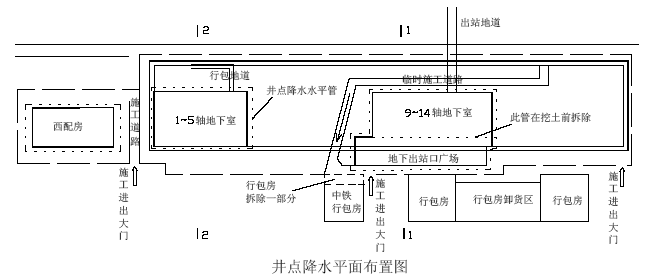 2
1
出站地道
行包地道
临时施工道路
井点降水水平管
施工道路
西配房
1~5轴地下室
9~14轴地下室
此管在挖土前拆除
地下出站口广场
施工进出大门
行包房
拆除一部分
中铁
行包房
施工进出大门
行包房
行包房卸货区
行包房
施工进出大门
2
1
井点降水平面布置图